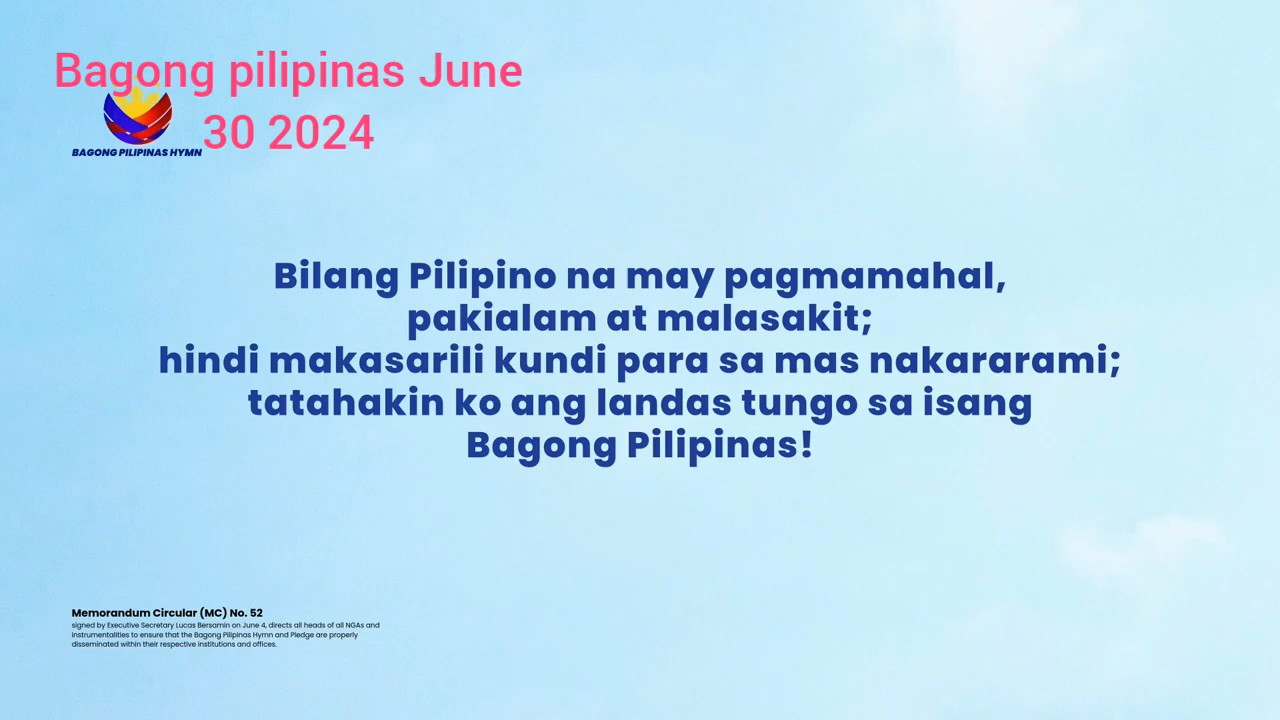 Bagong pilipinas June
30 2024
BAGONG PILIPINAS HYMN
Bilang Pilipino na may pagmamahal,
pakialam at malasakit;
hindi makasarili kundi para sa mas nakararami;
tatahakin ko ang landas tungo sa isang
Bagong Pilipinas!
Memorandum Circular (MC) No. 52
signed by Executive Secretary Lucas Bersamin on June 4, directs all heads of all NGAs and
instrumentalities to ensure that the Bagong Pilipinas Hymn and Pledge are properly
disseminated within their respective institutions and offices.